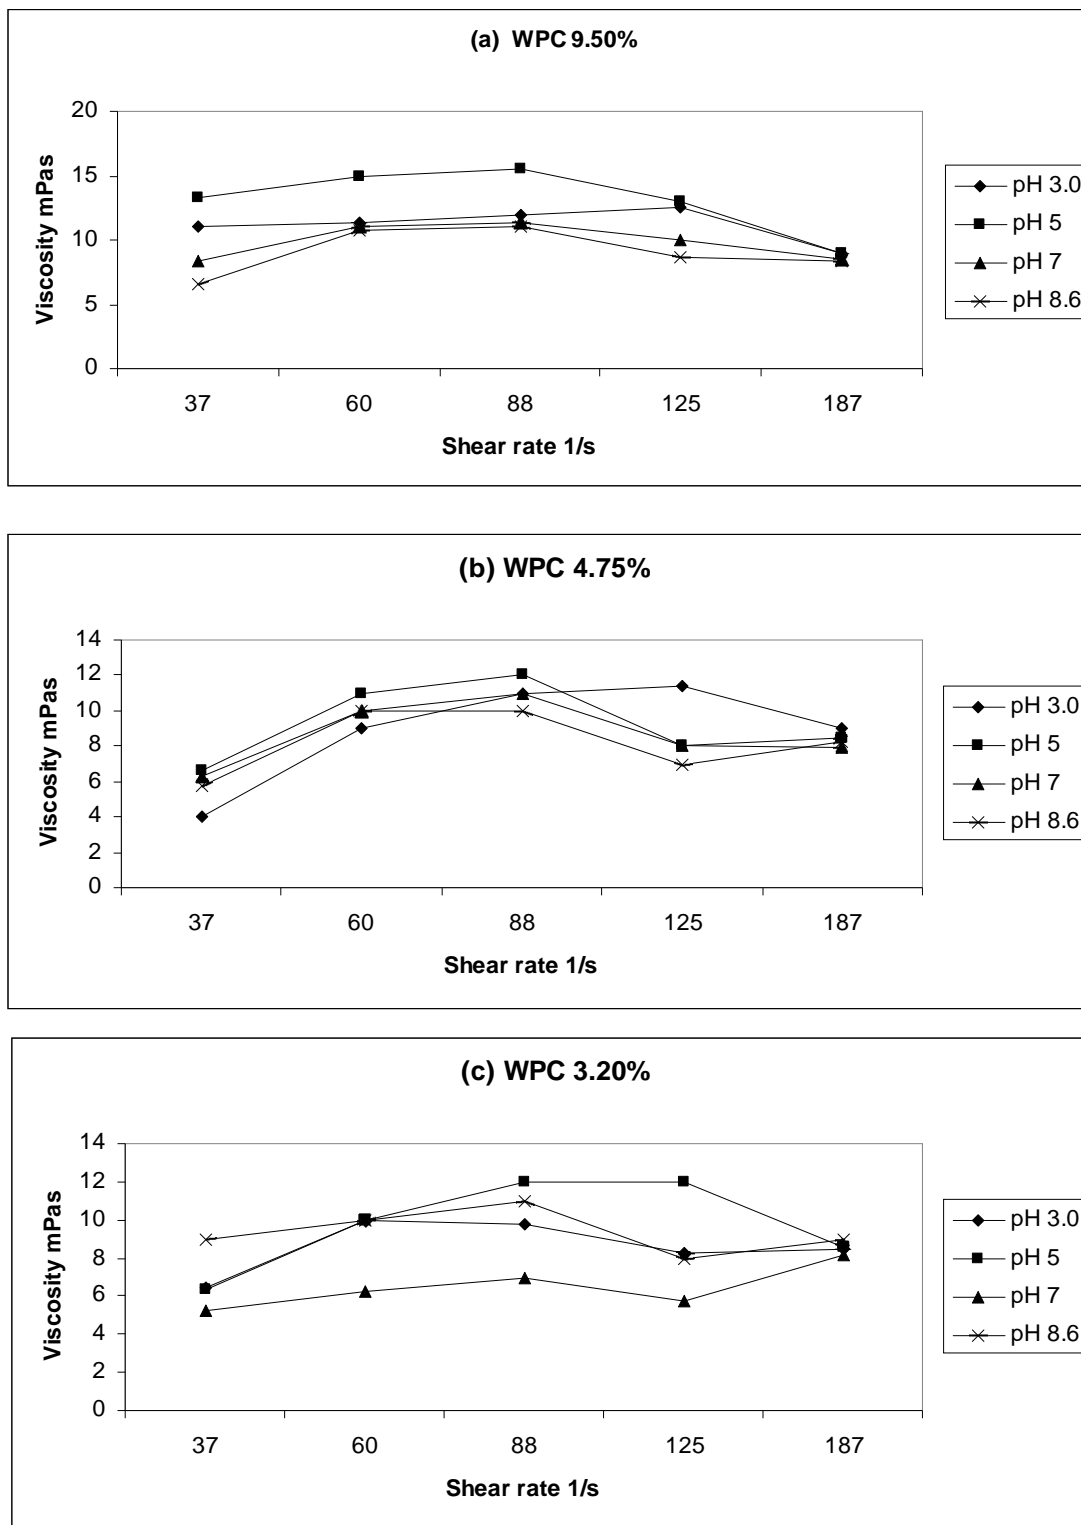 (a) WPC 9.50%
20
15
10
5
0
Viscosity mPas
37 60 88 125 187
Shear rate 1/s
pH 3.0
pH 5
pH 7
pH 8.6
(b) WPC 4.75%
14
12
10
8
6
4
2
0
Viscosity mPas
37 60 88 125 187
Shear rate 1/s
pH 3.0
pH 5
pH 7
pH 8.6
(c) WPC 3.20%
14
12
10
8
6
4
2
0
Viscosity mPas
37 60 88 125 187
Shear rate 1/s
pH 3.0
pH 5
pH 7
pH 8.6